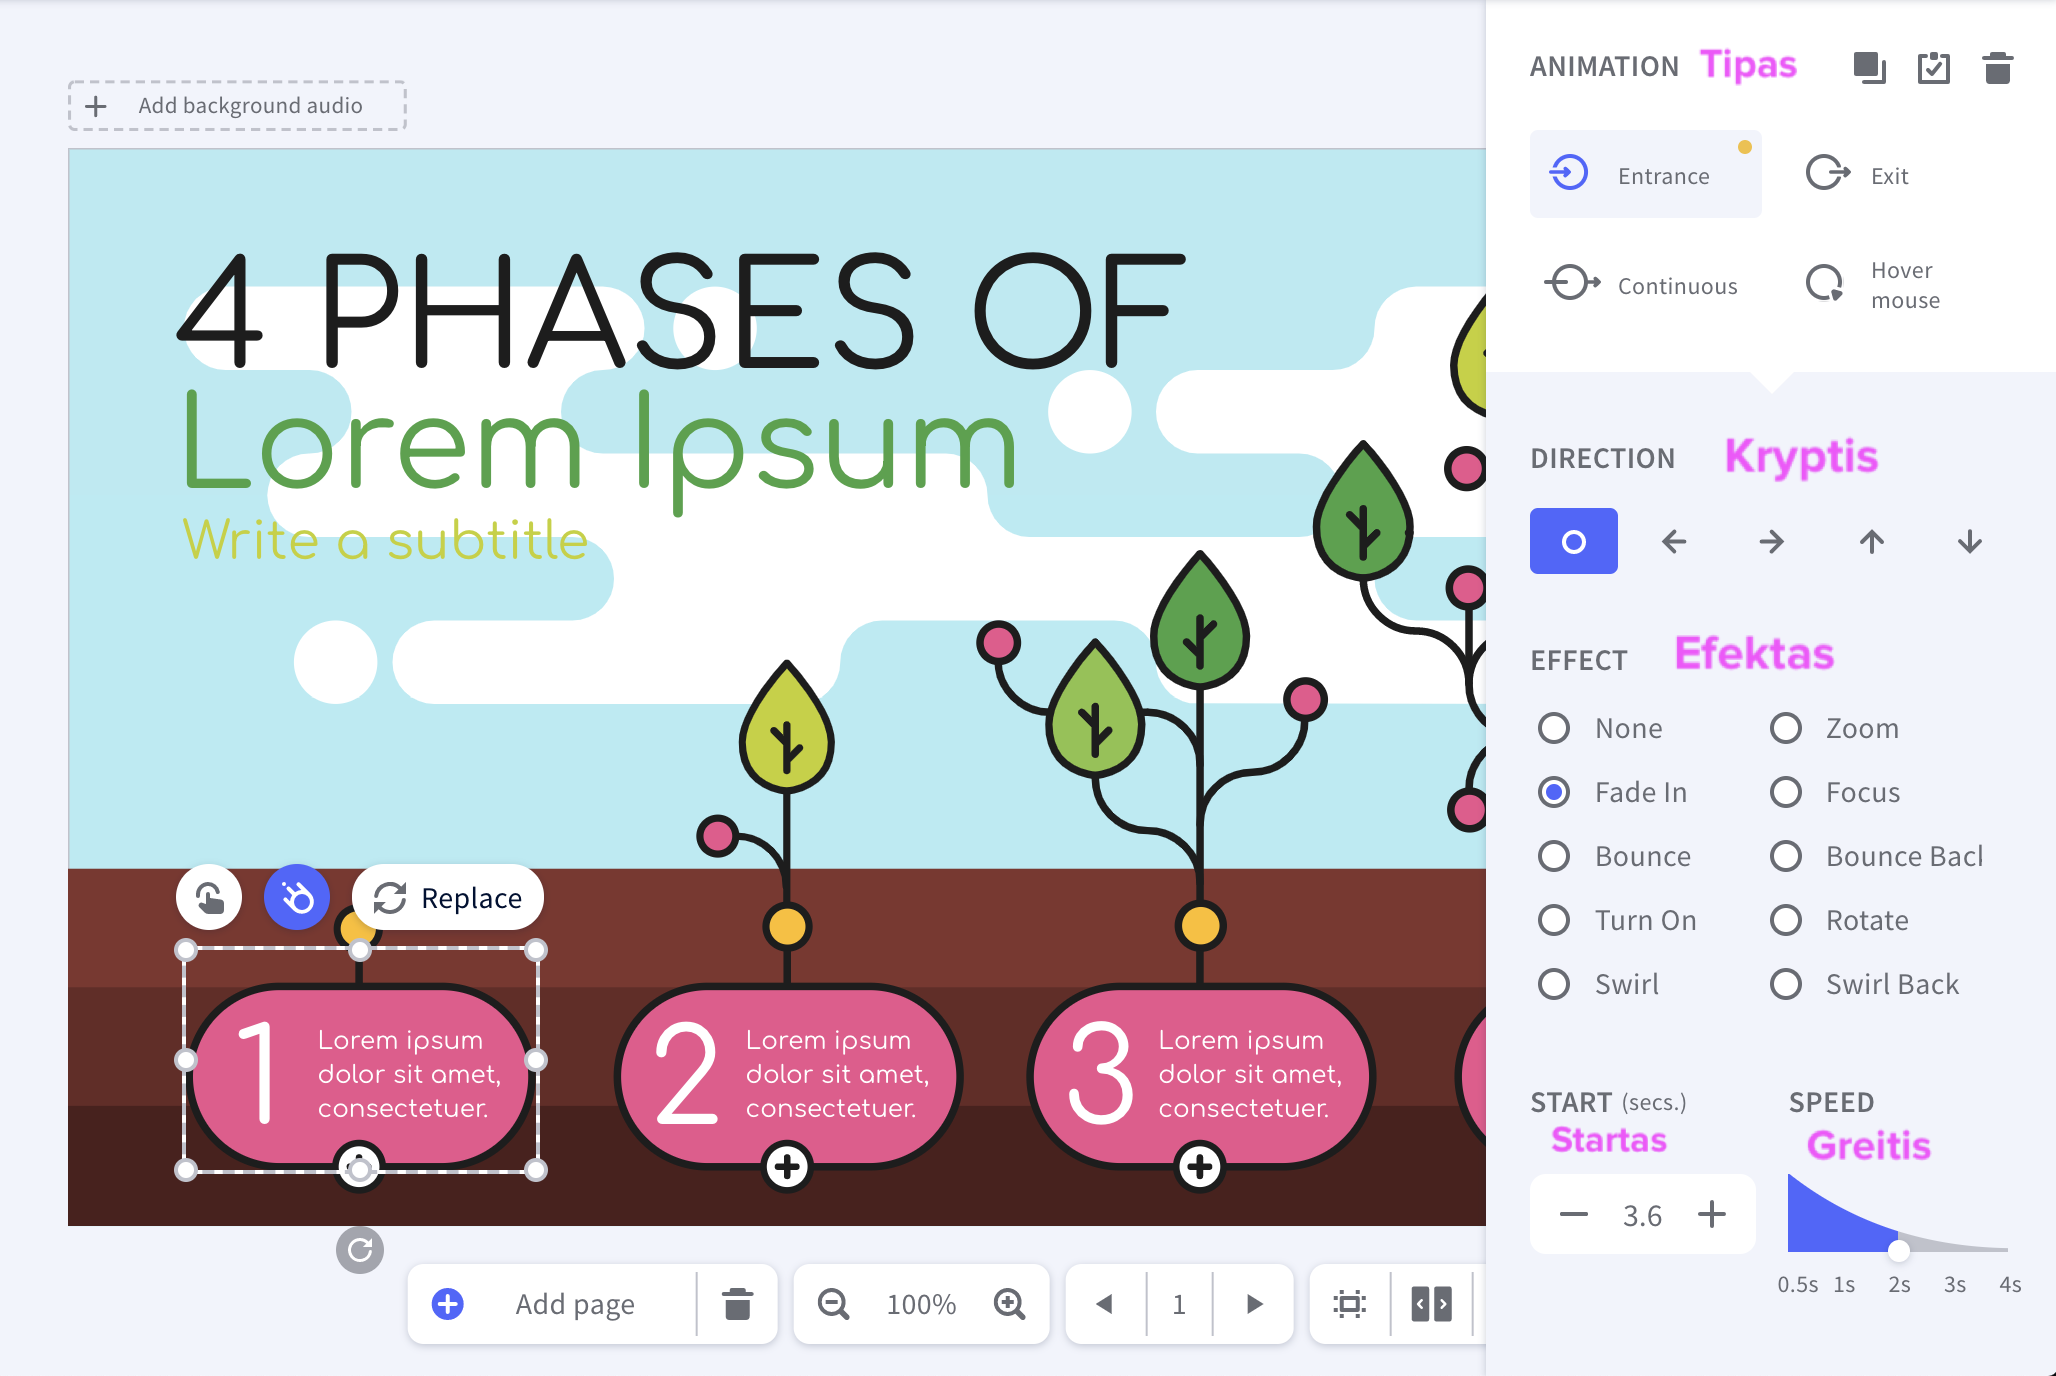 Add background audio
4 PHASES OF
Lorem Ipsum
Write a subtitle
Replace
1
Lorem ipsum
dolor sit amet,
consectetuer.
2
Lorem ipsum
dolor sit amet,
consectetuer.
3
Lorem ipsum
dolor sit amet,
consectetuer.
Add page
100%
1
ANIMATION Tipas
Entrance
Exit
Continuous
Hover
mouse
DIRECTION Kryptis
EFFECT Efektas
None
Zoom
Fade In
Focus
Bounce
Bounce Back
Turn On
Rotate
Swirl
Swirl Back
START (secs.)
Startas
3.6
SPEED
Greitis
0.5s 1s 2s 3s 4s